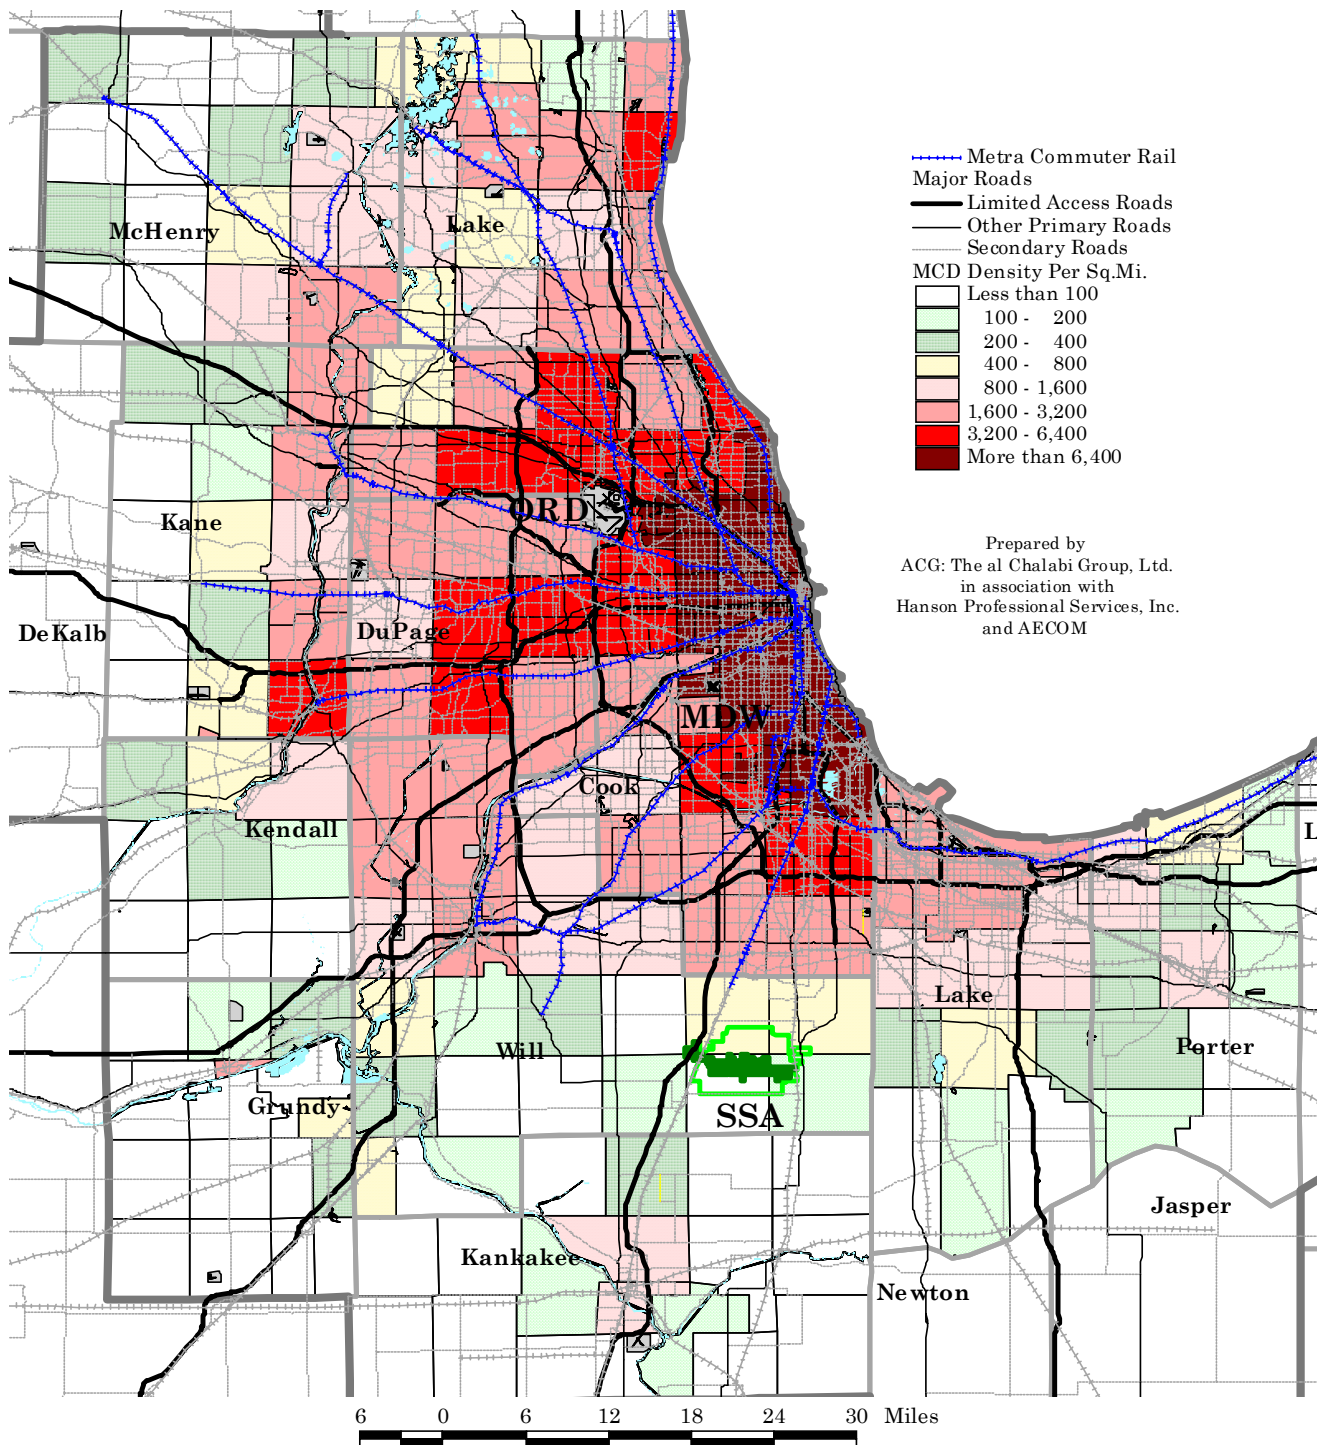 Metra Commuter Rail
Major Roads
Limited Access Roads
Other Primary Roads
Secondary Roads
MCD Density Per Sq.Mi.
Less than 100
100 - 200
200 - 400
400 - 800
800 - 1,600
1,600 - 3,200
3,200 - 6,400
More than 6,400
McHenry
Lake
ORD
Kane
Prepared by
ACG: The al Chalabi Group, Ltd.
in association with
Hanson Professional Services, Inc.
and AECOM
DeKalb
DuPage
MDW
Cook
Kendall
L
Lake
Will
Porter
Grundy
SSA
Jasper
Kankakee
Newton
6 0 6 12 18 24 30 Miles